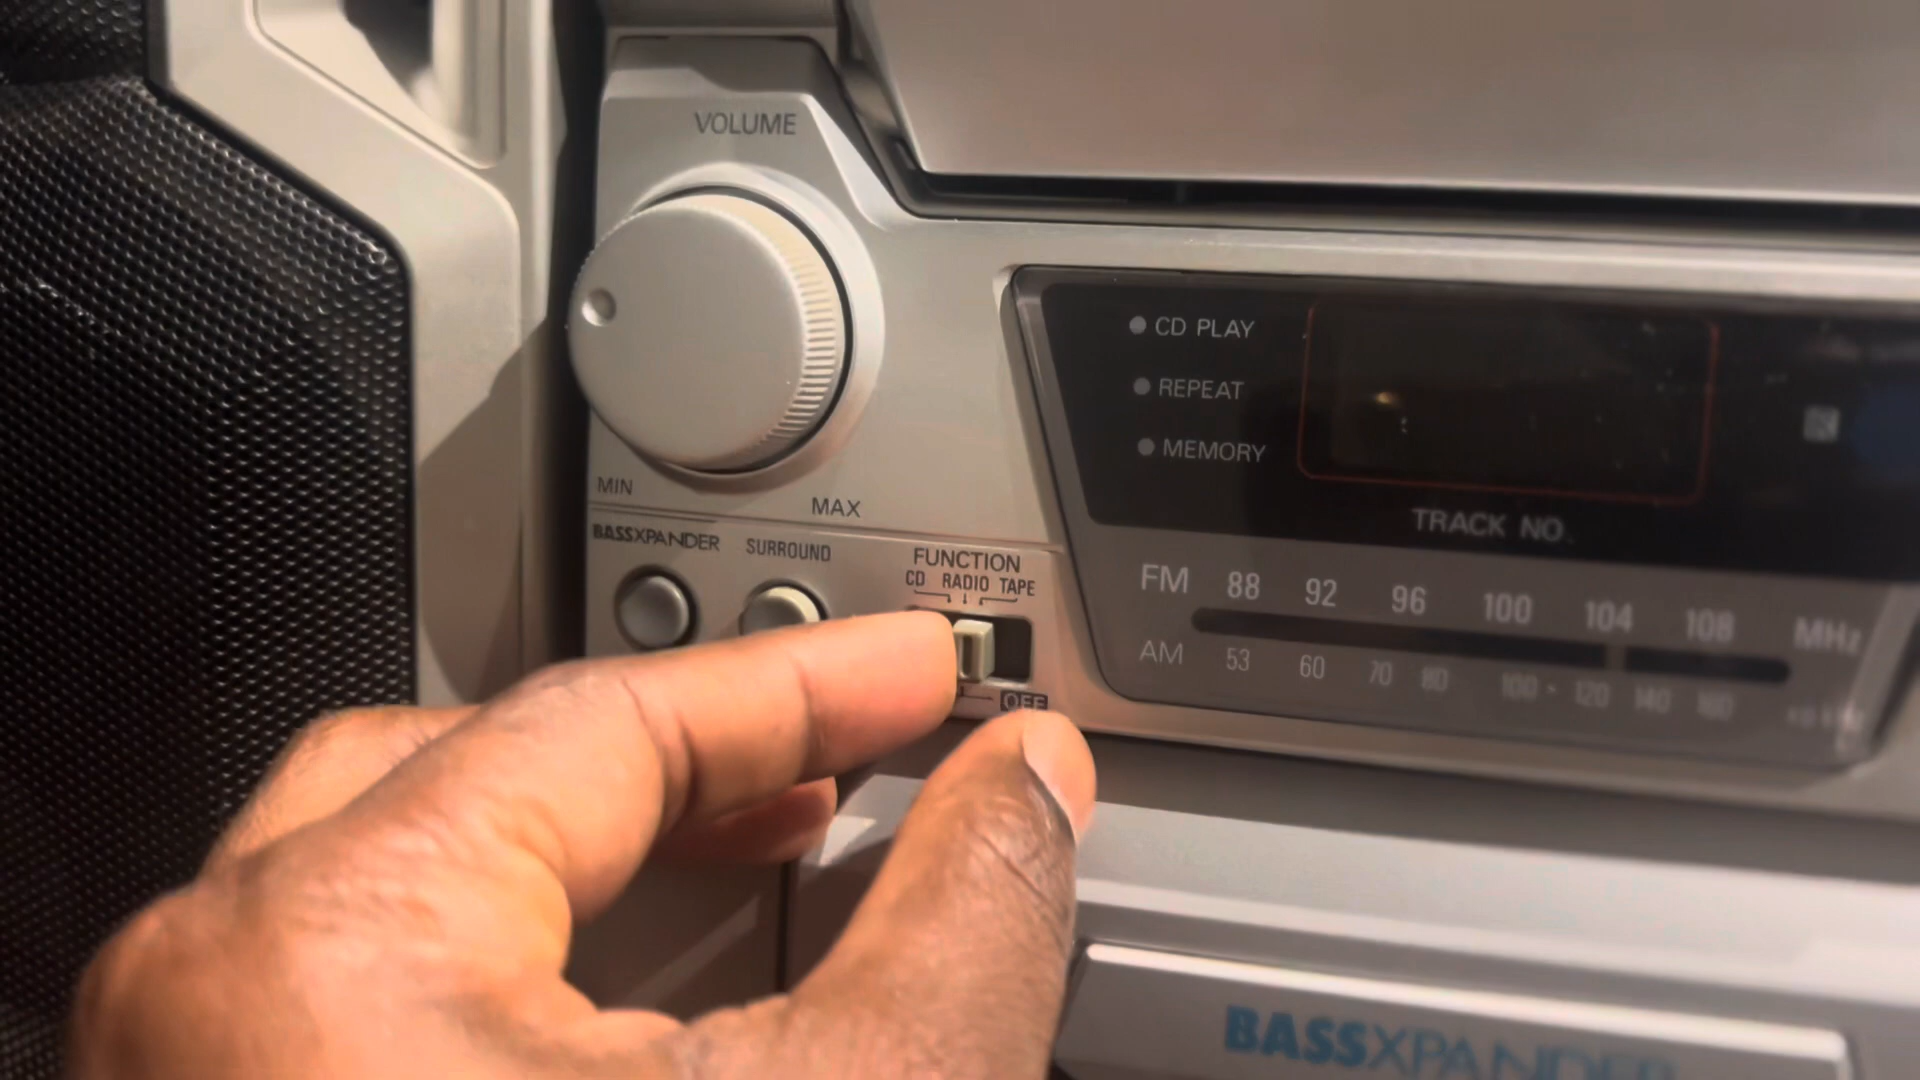 VOLUME
MIN
MAX
BASSXPANDER
SURROUND
FUNCTION
CD RADIO TAPE
OFF
CD PLAY
REPEAT
MEMORY
TRACK NO.
FM 88 92 96 100 104 108 MHz
AM 53 60 70 80 100 120 140 160
BASSXPANDER